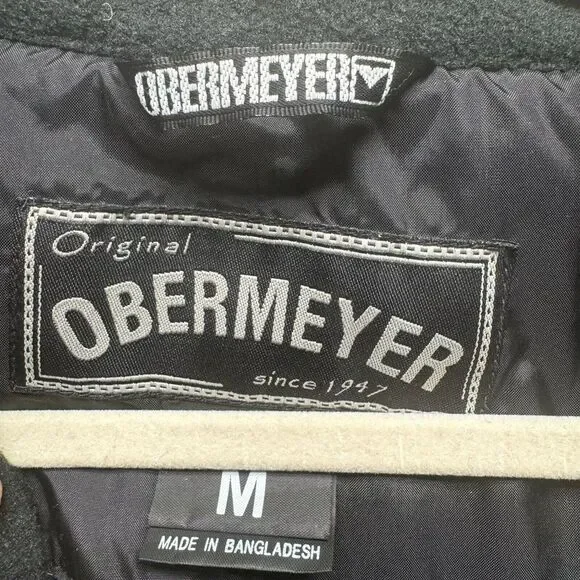 OBERMEYER
Original
OBERMEYER
since 1947
M
MADE IN BANGLADESH